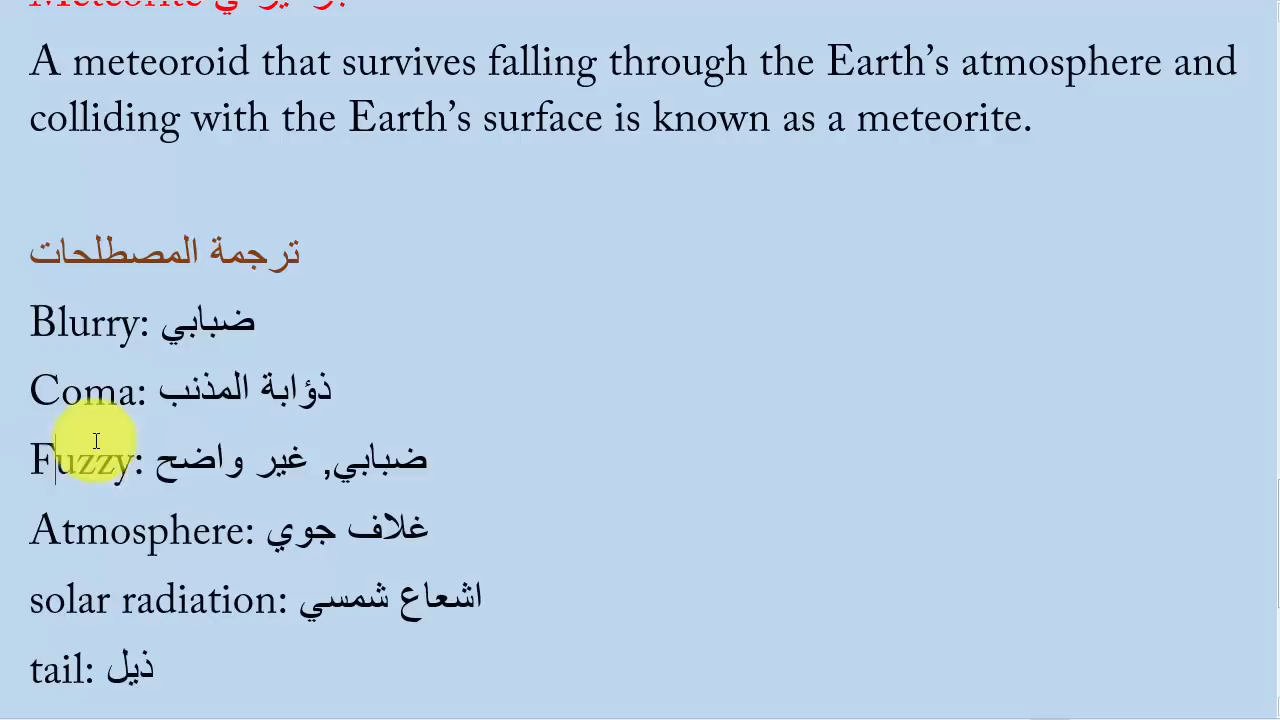 Meteorite
A meteoroid that survives falling through the Earth’s atmosphere and
colliding with the Earth’s surface is known as a meteorite.
ترجمة المصطلحات
Blurry: ضبابي
Coma: ذؤابة المذنب
Fuzzy: ضبابي, غير واضح
Atmosphere: غلاف جوي
solar radiation: اشعاع شمسي
tail: ذيل